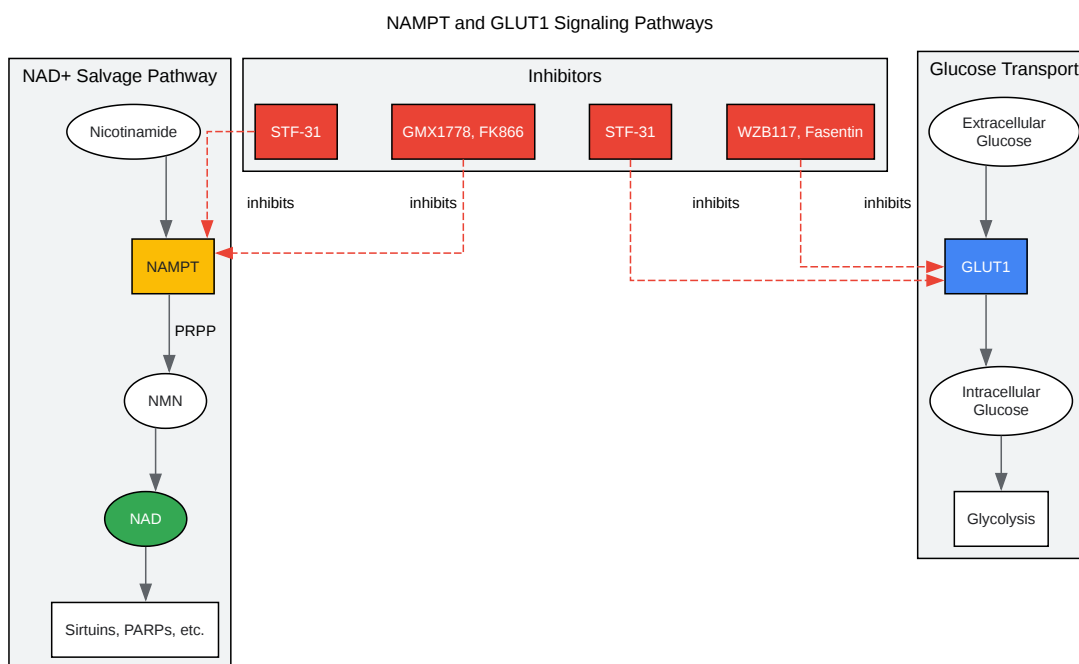 NAMPT and GLUT1 Signaling Pathways
NAD+ Salvage Pathway
Inhibitors
Glucose Transport
Nicotinamide
STF-31
GMX1778, FK866
STF-31
WZB117, Fasentin
Extracellular
Glucose
inhibits
inhibits
inhibits
inhibits
NAMPT
GLUT1
PRPP
NMN
Intracellular
Glucose
NAD
Glycolysis
Sirtuins, PARPs, etc.